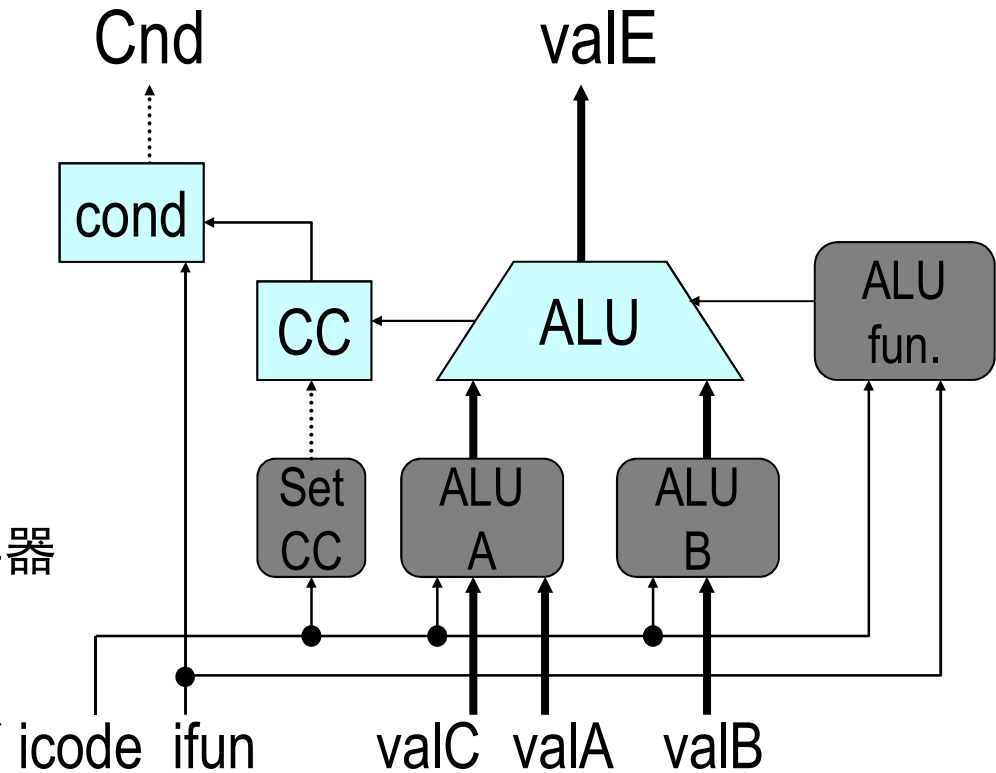 Cnd valE
cond
CC
ALU
ALU
fun.
Set
CC
ALU
A
ALU
B
器
icode ifun valC valA valB